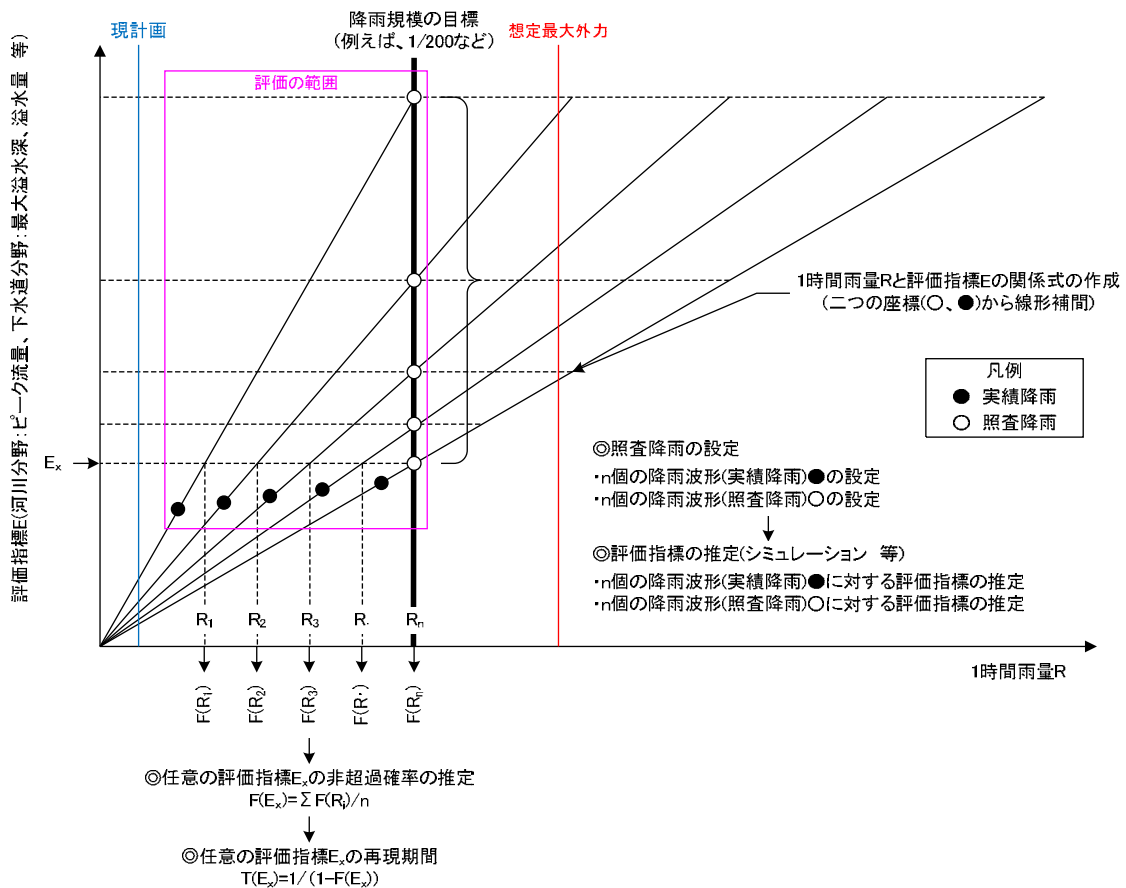 現計画
降雨規模の目標
(例えば、1/200など)
想定最大外力
評価の範囲
評価指標E(河川分野:ピーク流量、下水道分野:最大溢水深、溢水量 等)
1時間雨量Rと評価指標Eの関係式の作成
(二つの座標(○、●)から線形補間)
凡例
● 実績降雨
○ 照査降雨
Eₓ
◎照査降雨の設定
・n個の降雨波形(実績降雨)●の設定
・n個の降雨波形(照査降雨)○の設定
◎評価指標の推定(シミュレーション 等)
・n個の降雨波形(実績降雨)●に対する評価指標の推定
・n個の降雨波形(照査降雨)○に対する評価指標の推定
R₁ R₂ R₃ R. Rₙ
1時間雨量R
F(R₁) F(R₂) F(R₃) F(R・) F(Rₙ)
◎任意の評価指標Eₓの非超過確率の推定
F(Eₓ)=ΣF(Rᵢ)/n
◎任意の評価指標Eₓの再現期間
T(Eₓ)=1/(1-F(Eₓ))